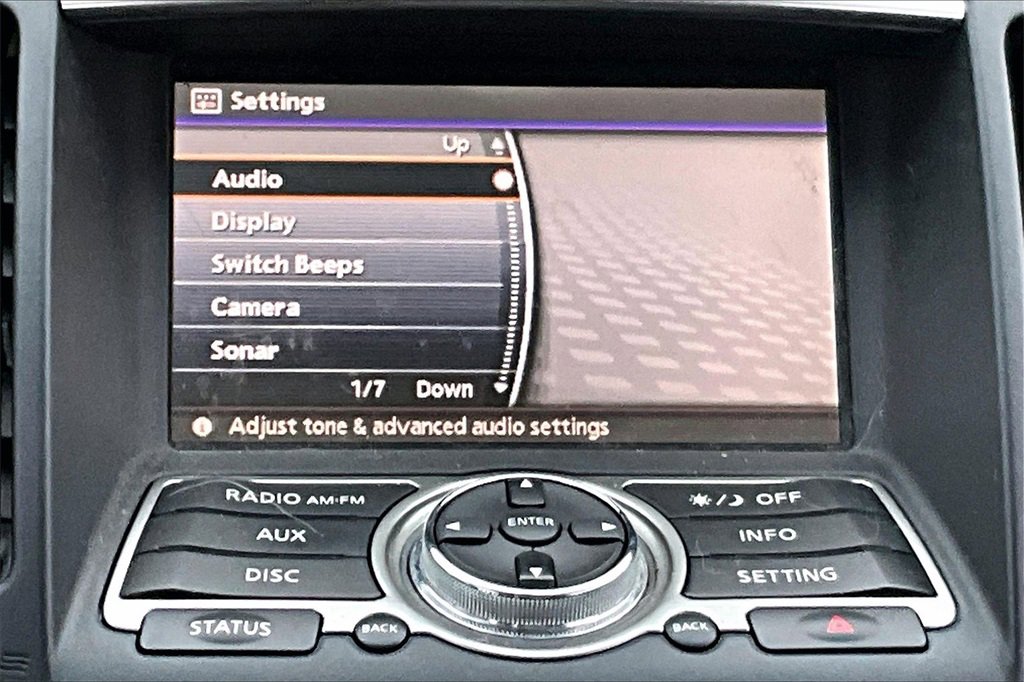 Settings
Up
Audio
Display
Switch Beeps
Camera
Sonar
1/7 Down
Adjust tone & advanced audio settings
RADIO AM·FM
OFF
ENTER
AUX
INFO
DISC
SETTING
STATUS
BACK
BACK